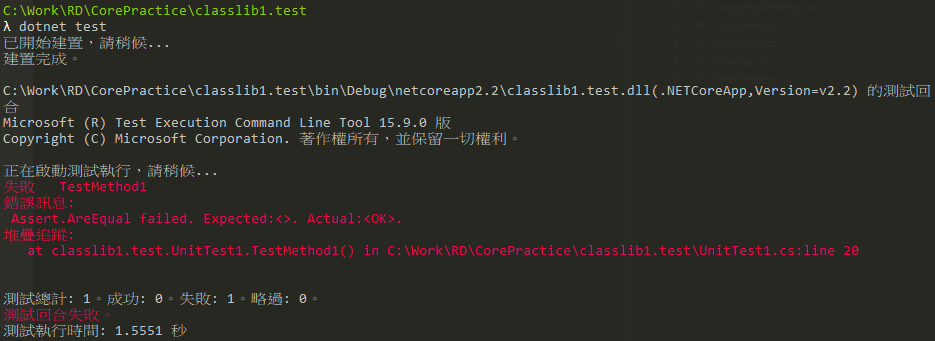 C:\Work\RD\CorePractice\classlib1.test
λ dotnet test
已開始建置，請稍候...
建置完成。
C:\Work\RD\CorePractice\classlib1.test\bin\Debug\netcoreapp2.2\classlib1.test.dll(.NETCoreApp,Version=v2.2) 的測試回
合
Microsoft (R) Test Execution Command Line Tool 15.9.0 版
Copyright (C) Microsoft Corporation. 著作權所有，並保留一切權利。
正在啟動測試執行，請稍候...
失敗   TestMethod1
錯誤訊息:
 Assert.AreEqual failed. Expected:<>. Actual:<OK>.
堆疊追蹤:
   at classlib1.test.UnitTest1.TestMethod1() in C:\Work\RD\CorePractice\classlib1.test\UnitTest1.cs:line 20
測試總計: 1。成功: 0。失敗: 1。略過: 0。
測試回合失敗。
測試執行時間: 1.5551 秒